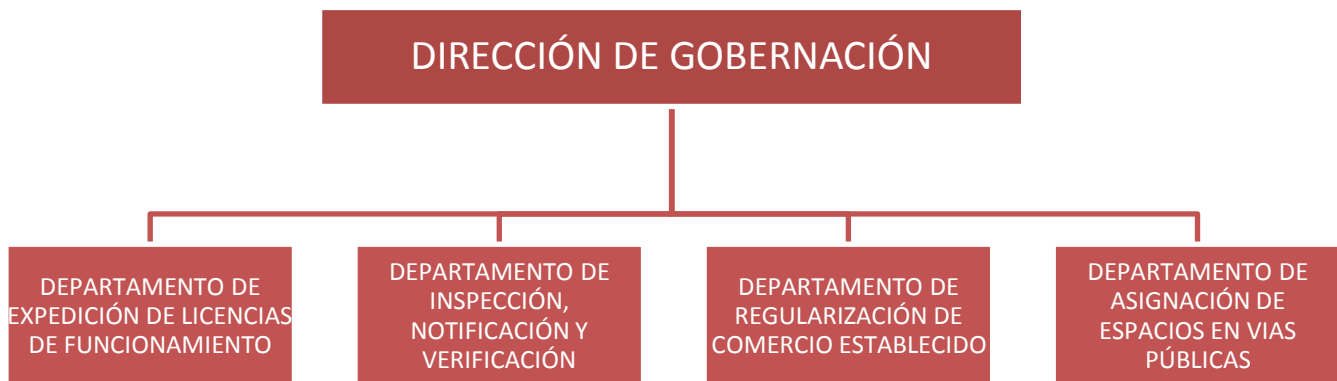 DIRECCIÓN DE GOBERNACIÓN
DEPARTAMENTO DE
EXPEDICIÓN DE LICENCIAS
DE FUNCIONAMIENTO
DEPARTAMENTO DE
INSPECCIÓN,
NOTIFICACIÓN Y
VERIFICACIÓN
DEPARTAMENTO DE
REGULARIZACIÓN DE
COMERCIO ESTABLECIDO
DEPARTAMENTO DE
ASIGNACIÓN DE
ESPACIOS EN VIAS
PÚBLICAS